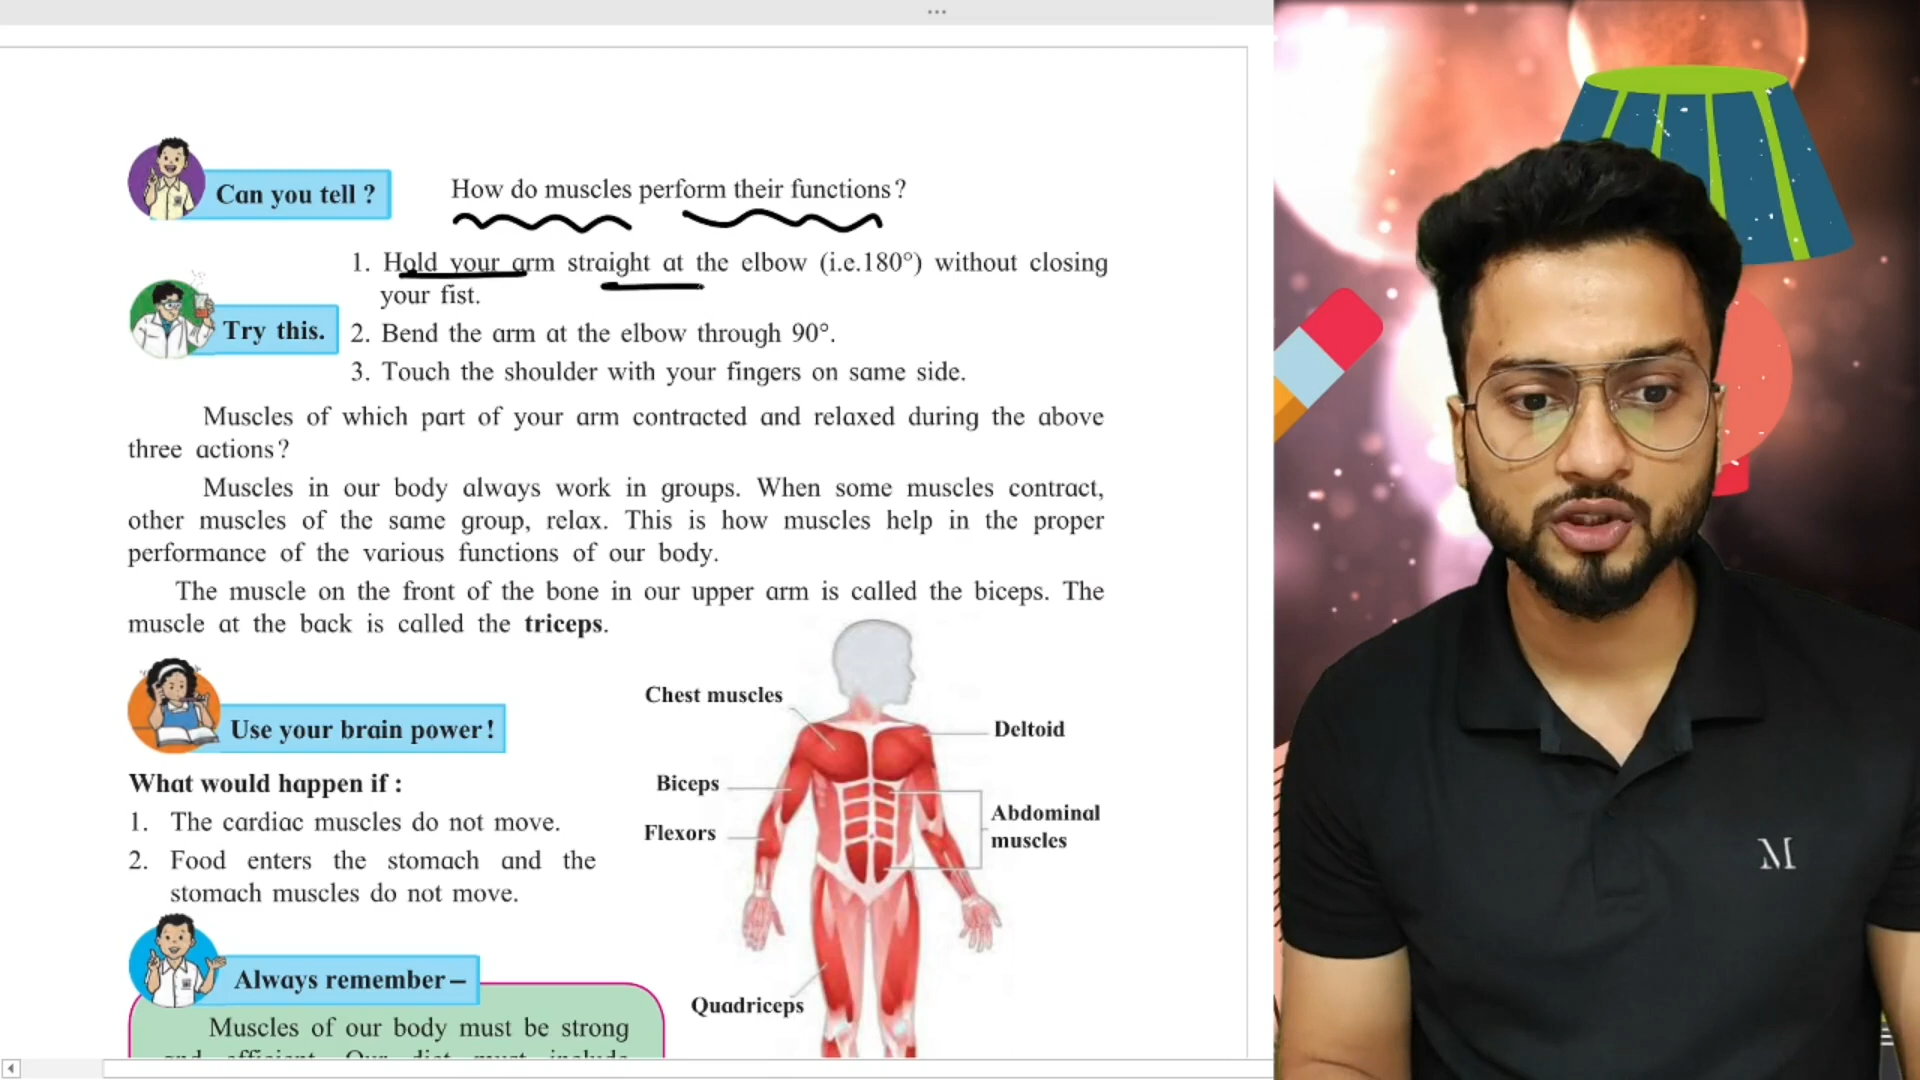 Can you tell ?
How do muscles perform their functions?
1. Hold your arm straight at the elbow (i.e.180°) without closing
your fist.
Try this.
2. Bend the arm at the elbow through 90°.
3. Touch the shoulder with your fingers on same side.
Muscles of which part of your arm contracted and relaxed during the above
three actions?
Muscles in our body always work in groups. When some muscles contract,
other muscles of the same group, relax. This is how muscles help in the proper
performance of the various functions of our body.
The muscle on the front of the bone in our upper arm is called the biceps. The
muscle at the back is called the triceps.
Use your brain power!
What would happen if :
1. The cardiac muscles do not move.
2. Food enters the stomach and the
stomach muscles do not move.
Always remember –
Muscles of our body must be strong
and efficient. Our diet must include
Chest muscles
Deltoid
Biceps
Abdominal
muscles
Flexors
Quadriceps
M